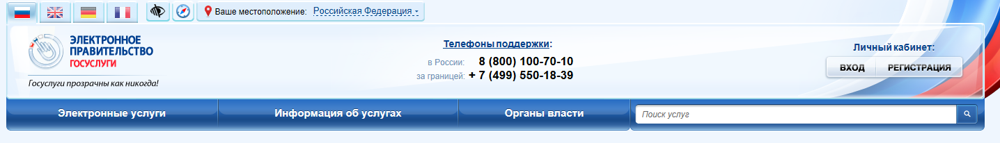 Ваше местоположение: Российская Федерация
ЭЛЕКТРОННОЕ
ПРАВИТЕЛЬСТВО
ГОСУСЛУГИ
Госуслуги прозрачны как никогда!
Телефоны поддержки:
в России: 8 (800) 100-70-10
за границей: + 7 (499) 550-18-39
Личный кабинет:
ВХОД РЕГИСТРАЦИЯ
Электронные услуги Информация об услугах Органы власти Поиск услуг